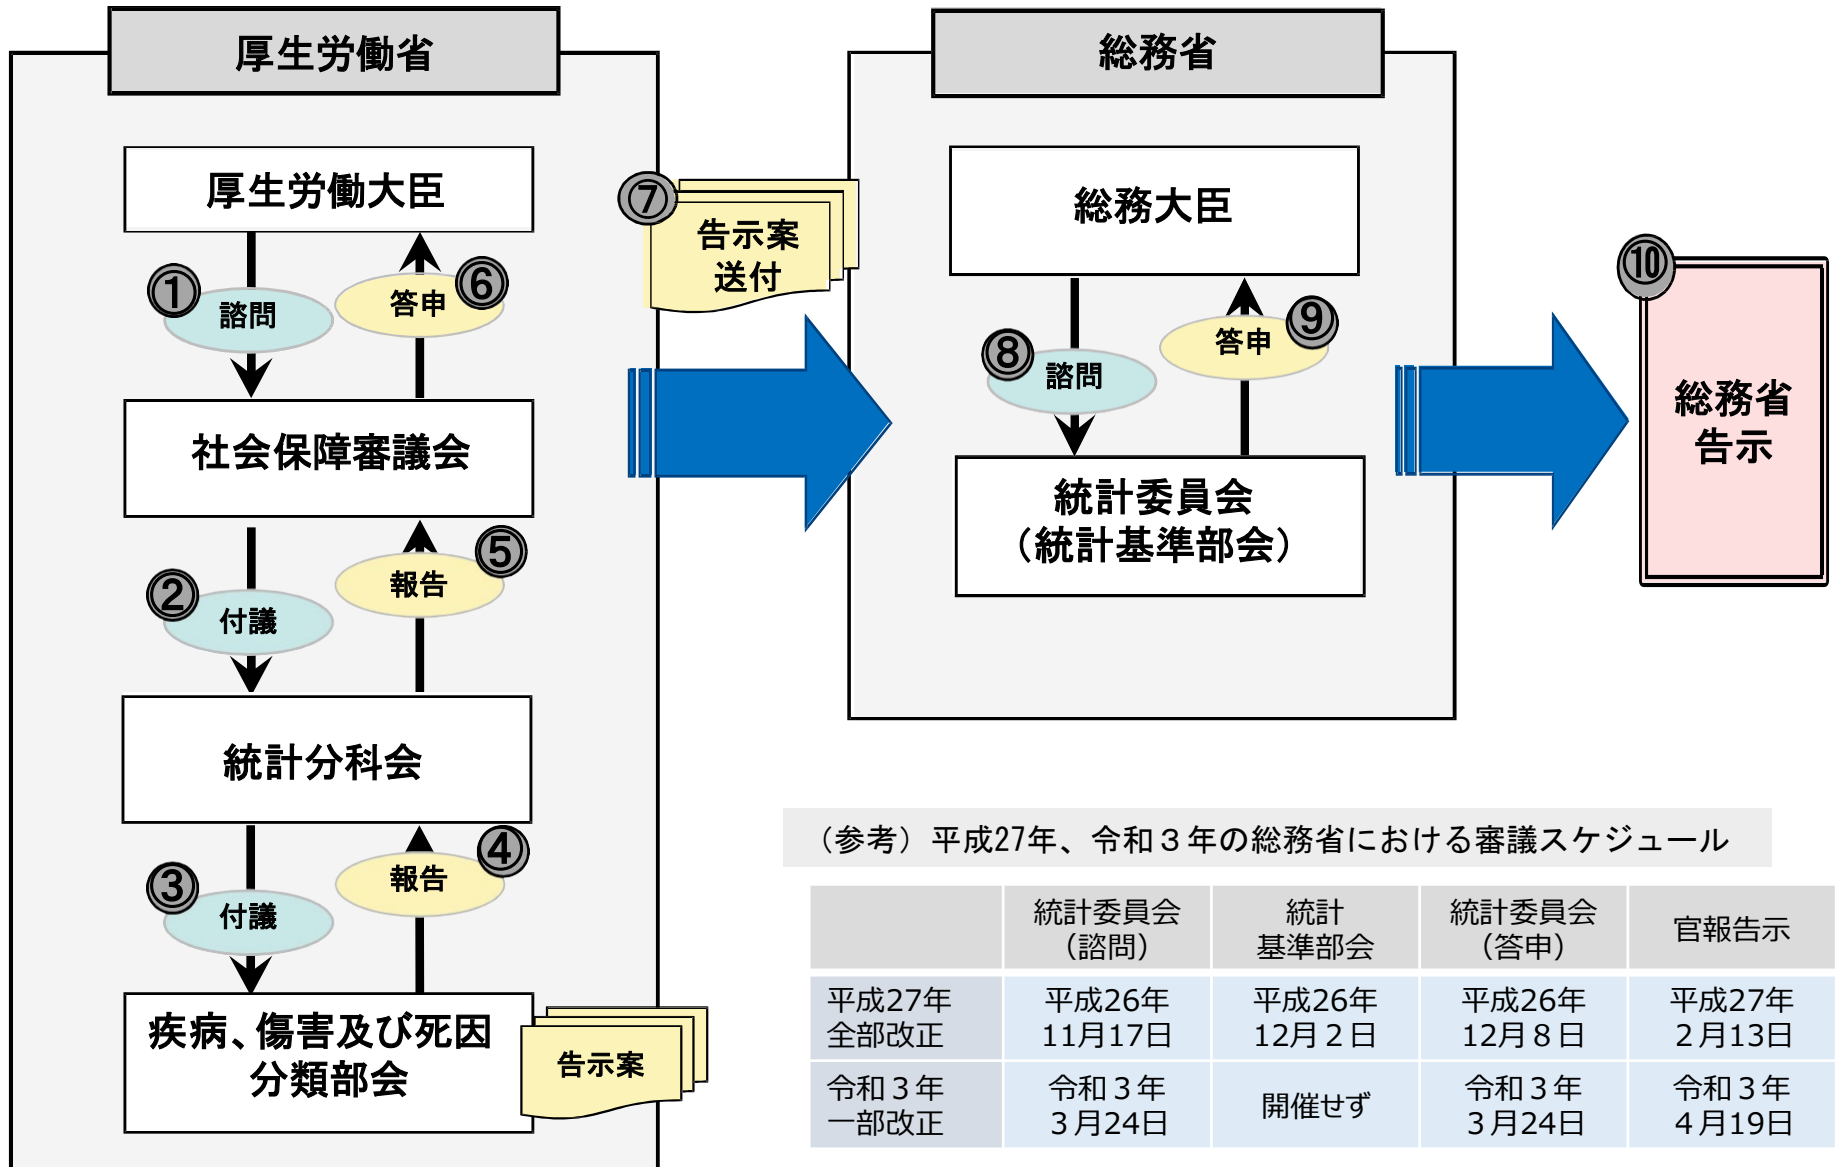 厚生労働省
厚生労働大臣
①
諮問
⑥
答申
社会保障審議会
②
付議
⑤
報告
統計分科会
③
付議
④
報告
疾病、傷害及び死因
分類部会
告示案
⑦
告示案
送付
総務省
総務大臣
⑧
諮問
⑨
答申
統計委員会
（統計基準部会）
⑩
総務省
告示
（参考）平成27年、令和３年の総務省における審議スケジュール
統計委員会
（諮問）
統計
基準部会
統計委員会
（答申）
官報告示
平成27年
全部改正
平成26年
11月17日
平成26年
12月２日
平成26年
12月８日
平成27年
２月13日
令和３年
一部改正
令和３年
３月24日
開催せず
令和３年
３月24日
令和３年
４月19日